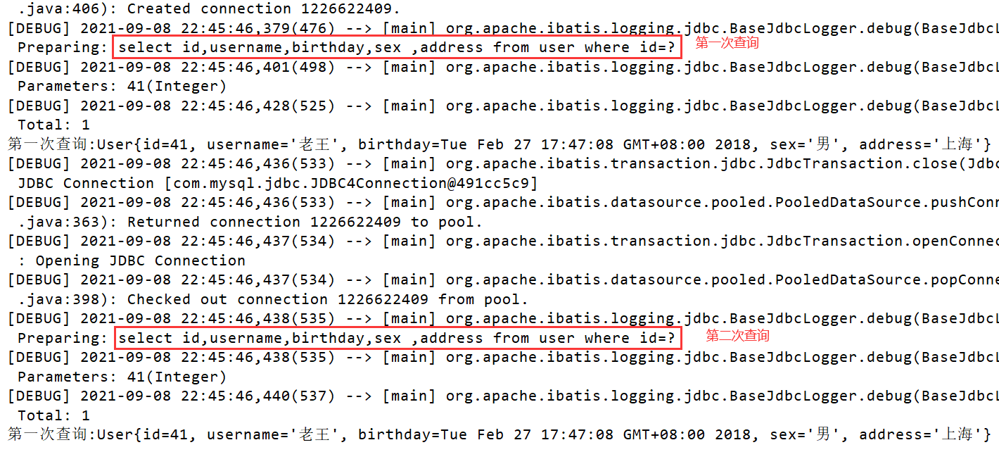 .java:406): Created connection 1226622409.
[DEBUG] 2021-09-08 22:45:46,379(476) --> [main] org.apache.ibatis.logging.jdbc.BaseJdbcLogger.debug(BaseJdbcL
Preparing: select id,username,birthday,sex ,address from user where id=? 第一次查询
[DEBUG] 2021-09-08 22:45:46,401(498) --> [main] org.apache.ibatis.logging.jdbc.BaseJdbcLogger.debug(BaseJdbcL
Parameters: 41(Integer)
[DEBUG] 2021-09-08 22:45:46,428(525) --> [main] org.apache.ibatis.logging.jdbc.BaseJdbcLogger.debug(BaseJdbcL
Total: 1
第一次查询:User{id=41, username='老王', birthday=Tue Feb 27 17:47:08 GMT+08:00 2018, sex='男', address='上海'}
[DEBUG] 2021-09-08 22:45:46,436(533) --> [main] org.apache.ibatis.transaction.jdbc.JdbcTransaction.close(Jdbc
JDBC Connection [com.mysql.jdbc.JDBC4Connection@491cc5c9]
[DEBUG] 2021-09-08 22:45:46,436(533) --> [main] org.apache.ibatis.datasource.pooled.PooledDataSource.pushConn
.java:363): Returned connection 1226622409 to pool.
[DEBUG] 2021-09-08 22:45:46,437(534) --> [main] org.apache.ibatis.transaction.jdbc.JdbcTransaction.openConnec
: Opening JDBC Connection
[DEBUG] 2021-09-08 22:45:46,437(534) --> [main] org.apache.ibatis.datasource.pooled.PooledDataSource.popConne
.java:398): Checked out connection 1226622409 from pool.
[DEBUG] 2021-09-08 22:45:46,438(535) --> [main] org.apache.ibatis.logging.jdbc.BaseJdbcLogger.debug(BaseJdbcL
Preparing: select id,username,birthday,sex ,address from user where id=? 第二次查询
[DEBUG] 2021-09-08 22:45:46,438(535) --> [main] org.apache.ibatis.logging.jdbc.BaseJdbcLogger.debug(BaseJdbcL
Parameters: 41(Integer)
[DEBUG] 2021-09-08 22:45:46,440(537) --> [main] org.apache.ibatis.logging.jdbc.BaseJdbcLogger.debug(BaseJdbcL
Total: 1
第一次查询:User{id=41, username='老王', birthday=Tue Feb 27 17:47:08 GMT+08:00 2018, sex='男', address='上海'}